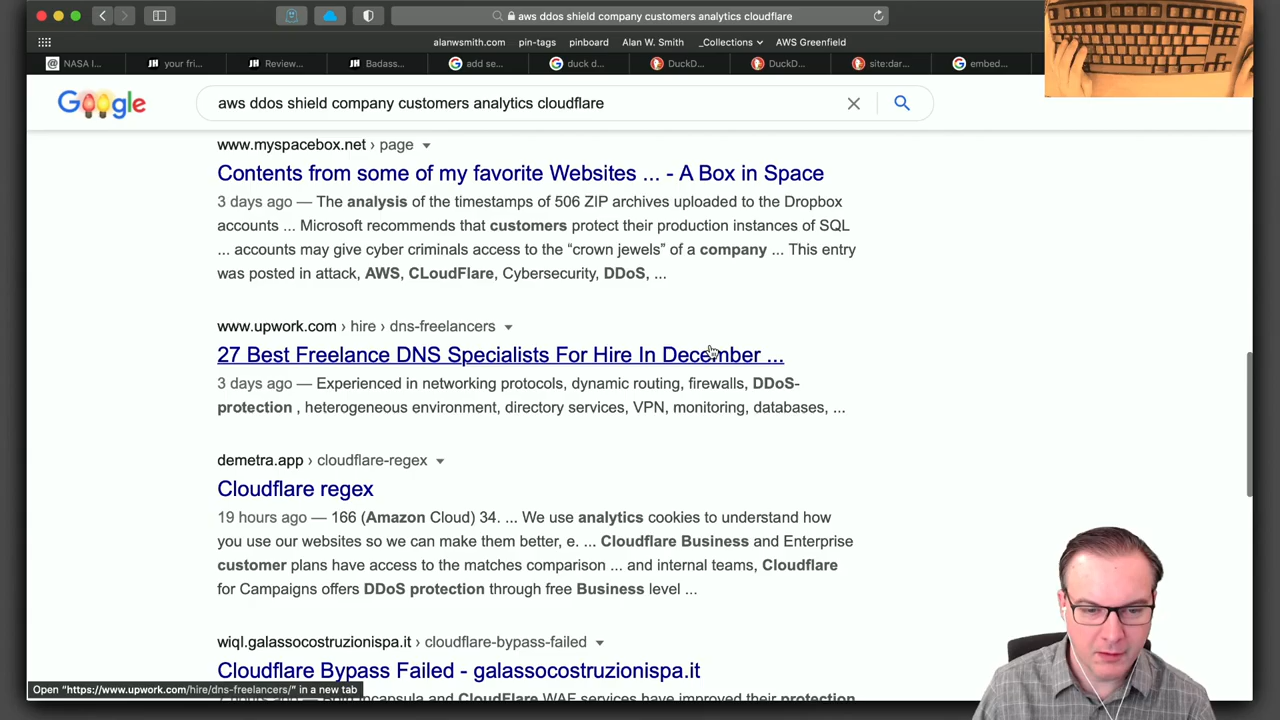 aws ddos shield company customers analytics cloudflare
alanwsmith.com pin-tags pinboard Alan W. Smith _Collections AWS Greenfield
NASA I... your fri... Review... Badass... add se... duck d... DuckD... DuckD... site:dar... embed...
Google aws ddos shield company customers analytics cloudflare
www.myspacebox.net › page
Contents from some of my favorite Websites ... - A Box in Space
3 days ago — The analysis of the timestamps of 506 ZIP archives uploaded to the Dropbox
accounts ... Microsoft recommends that customers protect their production instances of SQL
... accounts may give cyber criminals access to the “crown jewels” of a company ... This entry
was posted in attack, AWS, CLoudFlare, Cybersecurity, DDoS, ...
www.upwork.com › hire › dns-freelancers
27 Best Freelance DNS Specialists For Hire In December ...
3 days ago — Experienced in networking protocols, dynamic routing, firewalls, DDoS-
protection , heterogeneous environment, directory services, VPN, monitoring, databases, ...
demetra.app › cloudflare-regex
Cloudflare regex
19 hours ago — 166 (Amazon Cloud) 34. ... We use analytics cookies to understand how
you use our websites so we can make them better, e. ... Cloudflare Business and Enterprise
customer plans have access to the matches comparison ... and internal teams, Cloudflare
for Campaigns offers DDoS protection through free Business level ...
wiql.galassocostruzionispa.it › cloudflare-bypass-failed
Cloudflare Bypass Failed - galassocostruzionispa.it
Open "https://www.upwork.com/hire/dns-freelancers/" in a new tab
Incapsula and CloudFlare WAF services have improved their protection